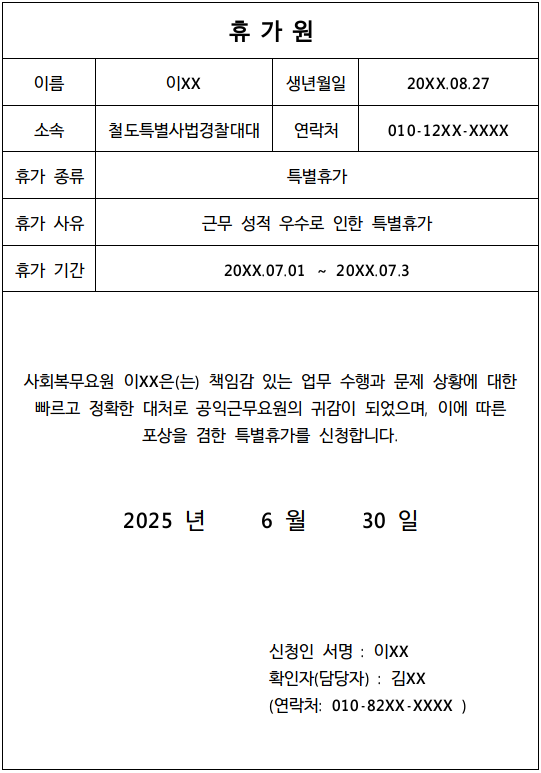 휴 가 원
이름 이XX 생년월일 20XX.08.27
소속 철도특별사법경찰대대 연락처 010-12XX-XXXX
휴가 종류 특별휴가
휴가 사유 근무 성적 우수로 인한 특별휴가
휴가 기간 20XX.07.01 ~ 20XX.07.3
사회복무요원 이XX은(는) 책임감 있는 업무 수행과 문제 상황에 대한
빠르고 정확한 대처로 공익근무요원의 귀감이 되었으며, 이에 따른
포상을 겸한 특별휴가를 신청합니다.
2025 년 6 월 30 일
신청인 서명 : 이XX
확인자(담당자) : 김XX
(연락처: 010-82XX-XXXX )